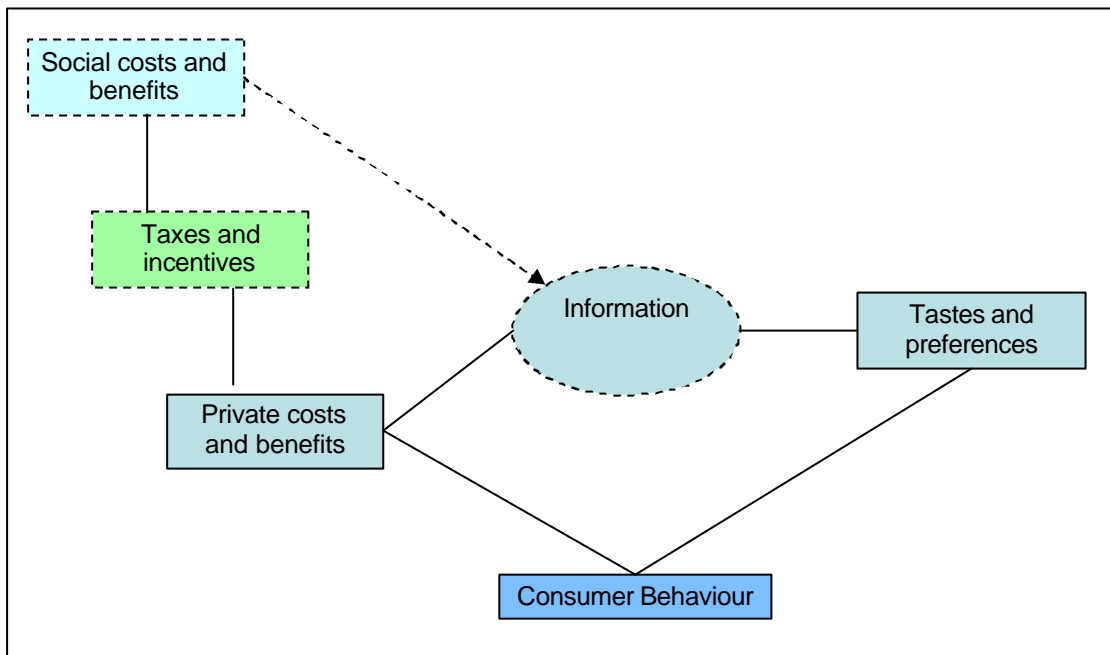 Social costs and
benefits
Taxes and
incentives
Information
Tastes and
preferences
Private costs
and benefits
Consumer Behaviour